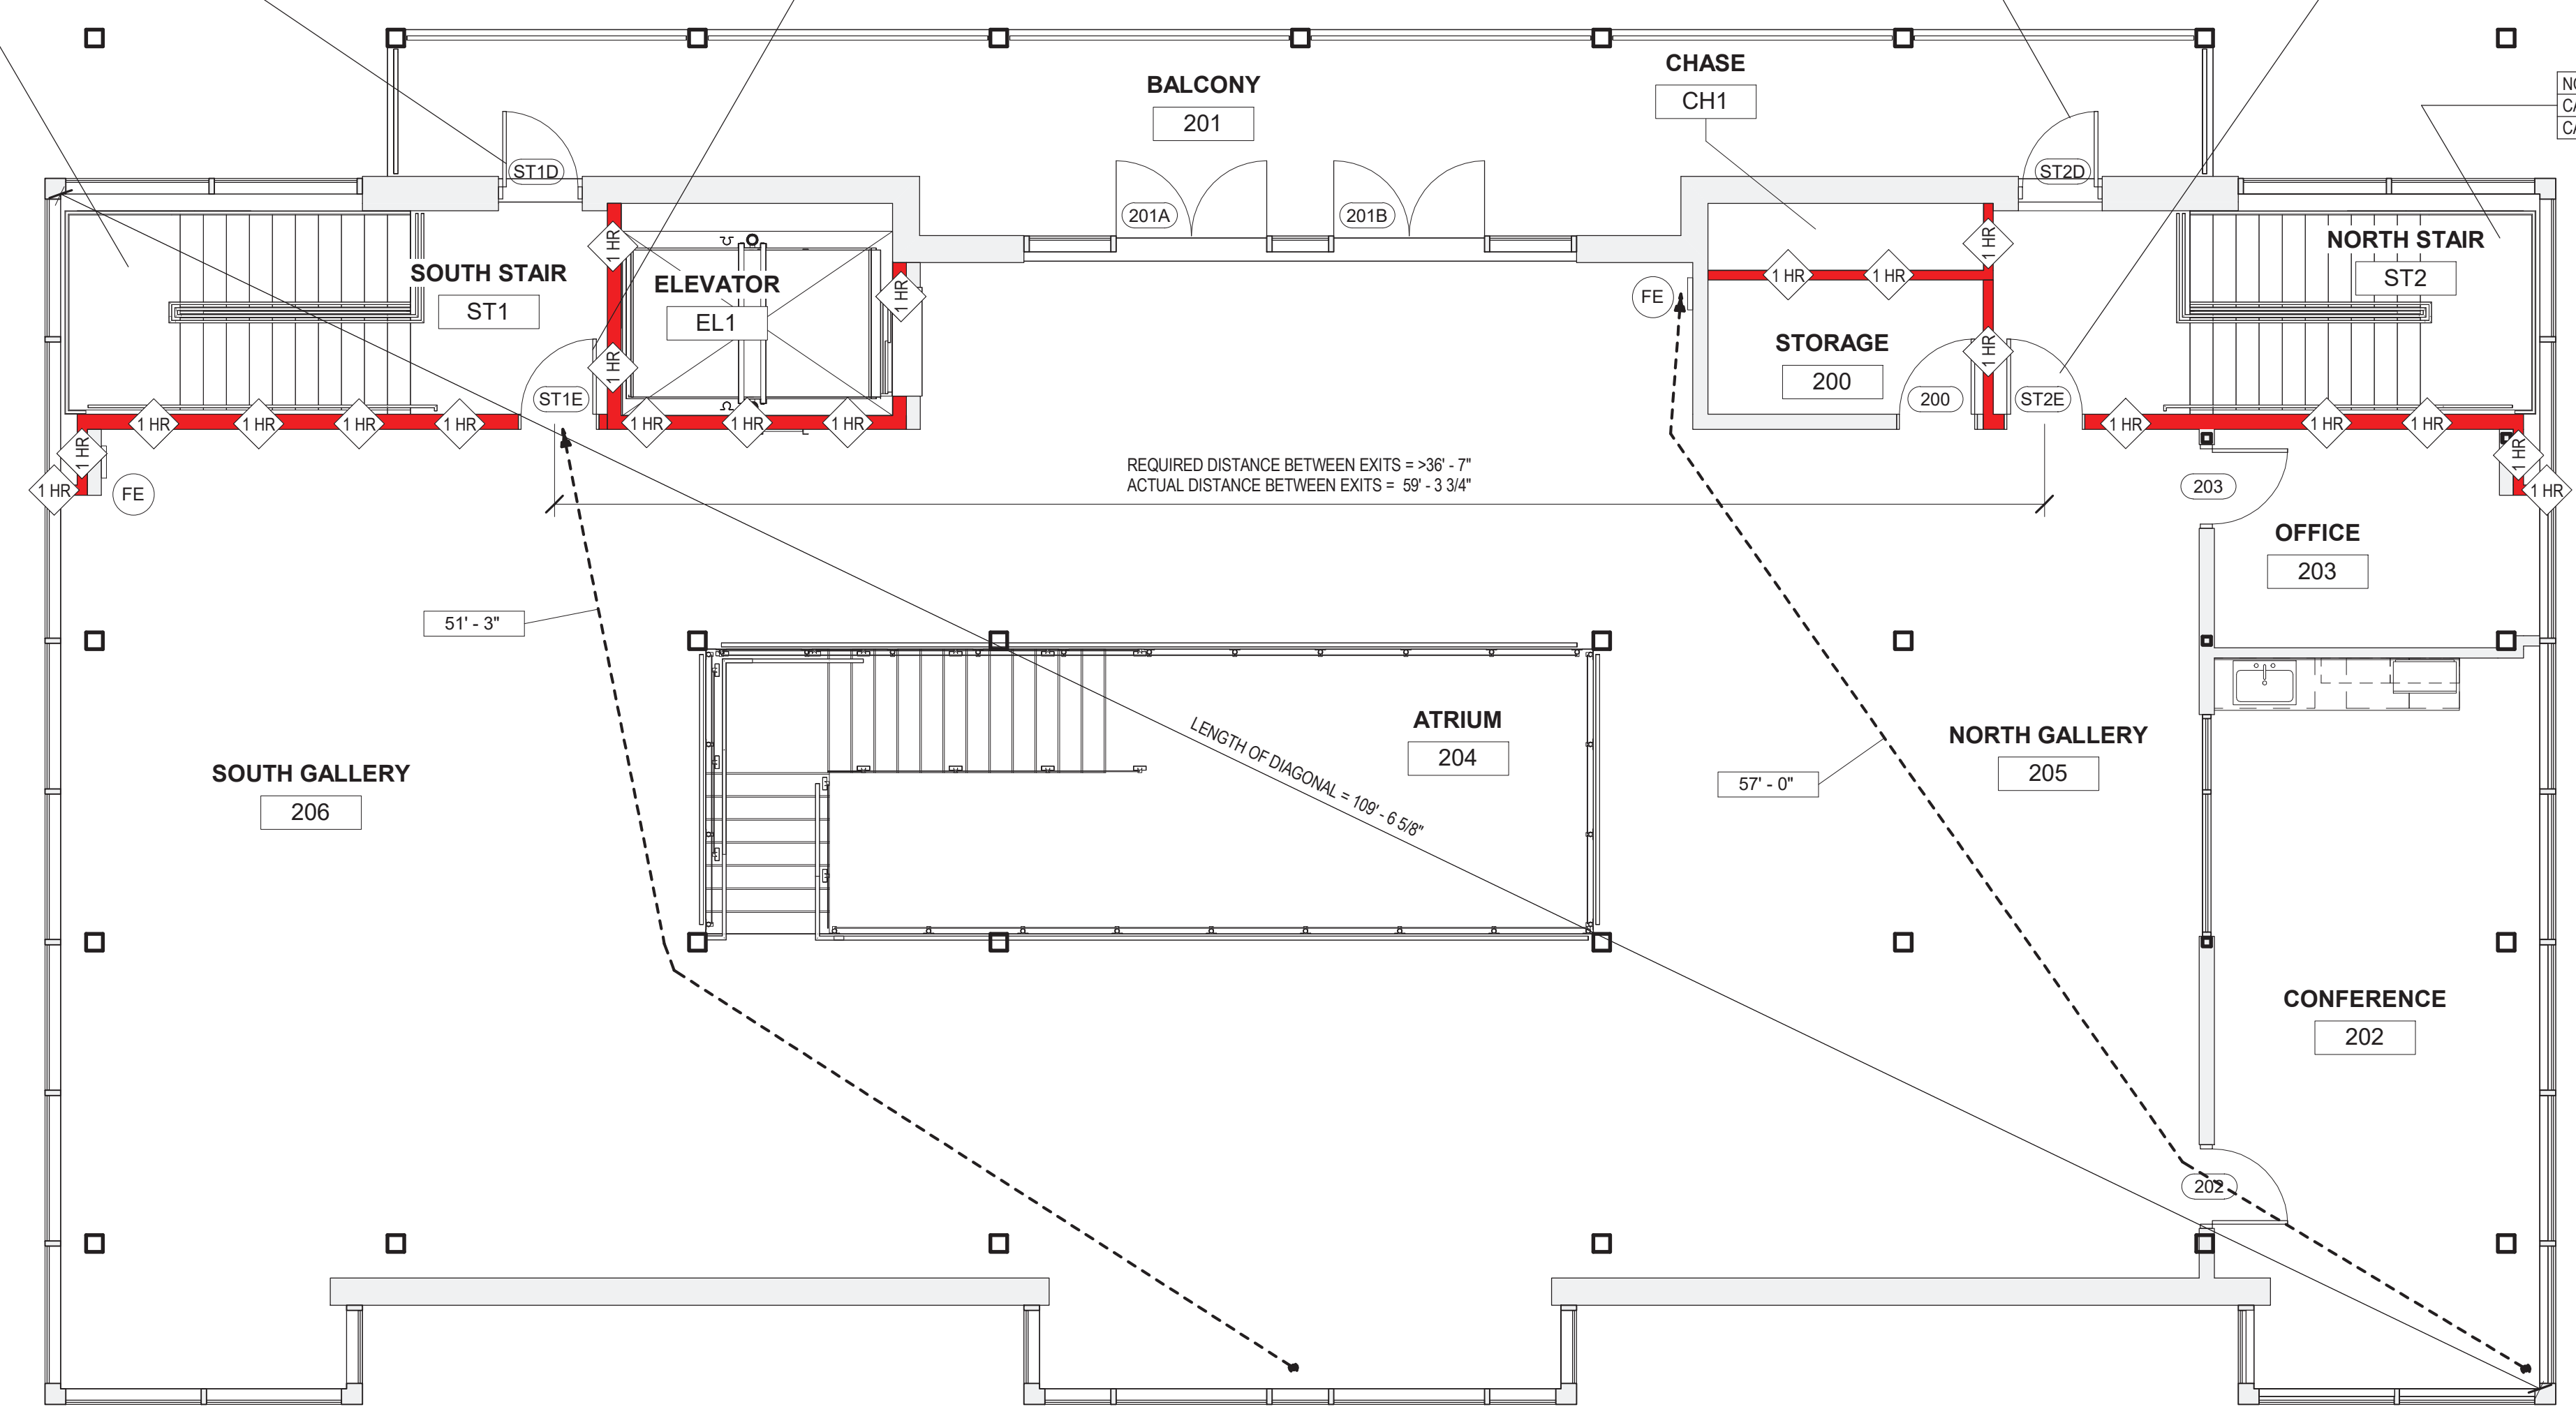 BALCONY
201
CHASE
CH1
ST1D
ST2D
201A
201B
SOUTH STAIR
ST1
ELEVATOR
EL1
1 HR
1 HR
1 HR
FE
STORAGE
200
1 HR
1 HR
1 HR
1 HR
NORTH STAIR
ST2
ST1E
200
ST2E
1 HR
1 HR
1 HR
1 HR
1 HR
1 HR
1 HR
1 HR
1 HR
1 HR
1 HR
1 HR
FE
REQUIRED DISTANCE BETWEEN EXITS = >36' - 7"
ACTUAL DISTANCE BETWEEN EXITS = 59' - 3 3/4"
203
1 HR
1 HR
OFFICE
203
51' - 3"
ATRIUM
204
LENGTH OF DIAGONAL = 109' - 6 5/8"
NORTH GALLERY
205
57' - 0"
SOUTH GALLERY
206
CONFERENCE
202
202